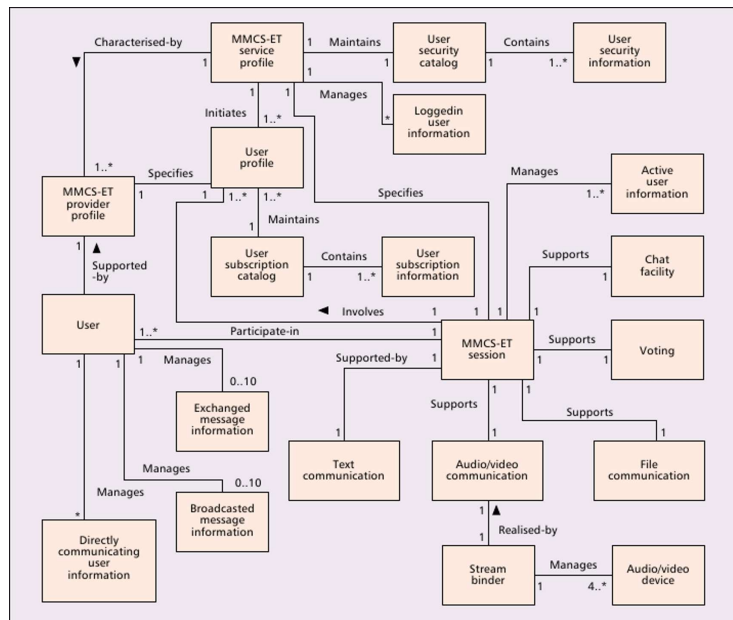 Characterised-by
MMCS-ET
service
profile
1
Maintains
1
User
security
catalog
1
Contains
1..*
User
security
information
1
1
1
1
Manages
*
Loggedin
user
information
Initiates
1..*
User
profile
1..*
Specifies
1
1
MMCS-ET
provider
profile
1..*
1..*
Maintains
1
Specifies
Manages
1..*
Active
user
information
1
Supported
-by
User
subscription
catalog
Contains
1
1..*
User
subscription
information
Supports
1
Chat
facility
User
Involves
1
1
1
1
1..*
Participate-in
1
MMCS-ET
session
Supports
1
1
Voting
1
1
1
Manages
0..10
Exchanged
message
information
Supported-by
1
Supports
1
1
Supports
1
1
1
Text
communication
Audio/video
communication
File
communication
Manages
0..10
Broadcasted
message
information
Manages
*
Directly
communicating
user
information
1
Realised-by
1
Stream
binder
Manages
1
4..*
Audio/video
device